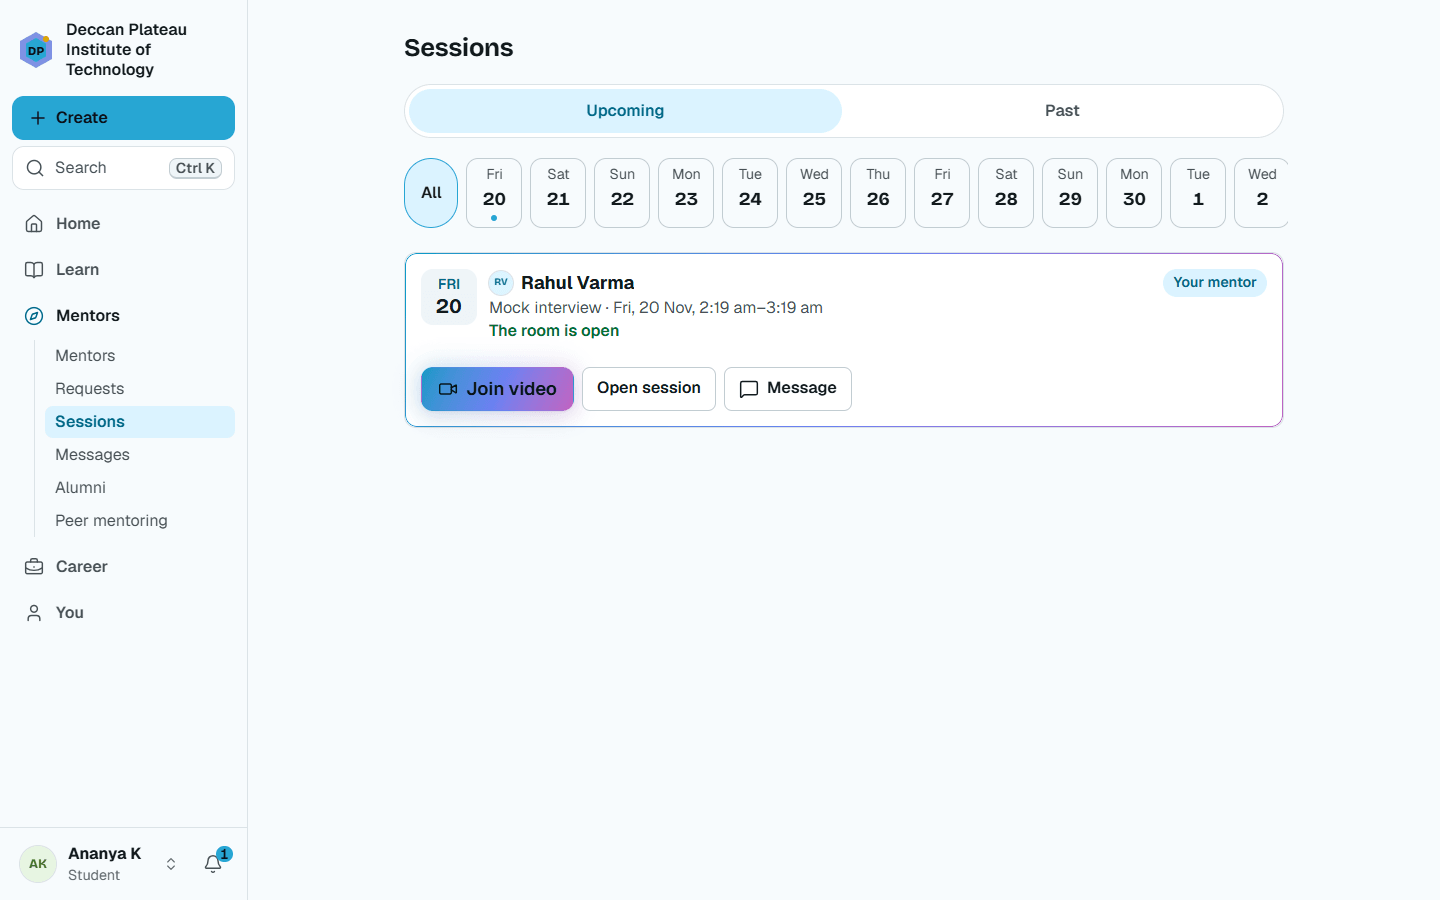 DP
Deccan Plateau
Institute of
Technology
Create
Search Ctrl K
Home
Learn
Mentors
Mentors
Requests
Sessions
Messages
Alumni
Peer mentoring
Career
You
AK
Ananya K
Student
1
Sessions
Upcoming Past
All
Fri 20
Sat 21
Sun 22
Mon 23
Tue 24
Wed 25
Thu 26
Fri 27
Sat 28
Sun 29
Mon 30
Tue 1
Wed 2
FRI
20
RV Rahul Varma
Your mentor
Mock interview · Fri, 20 Nov, 2:19 am–3:19 am
The room is open
Join video Open session Message